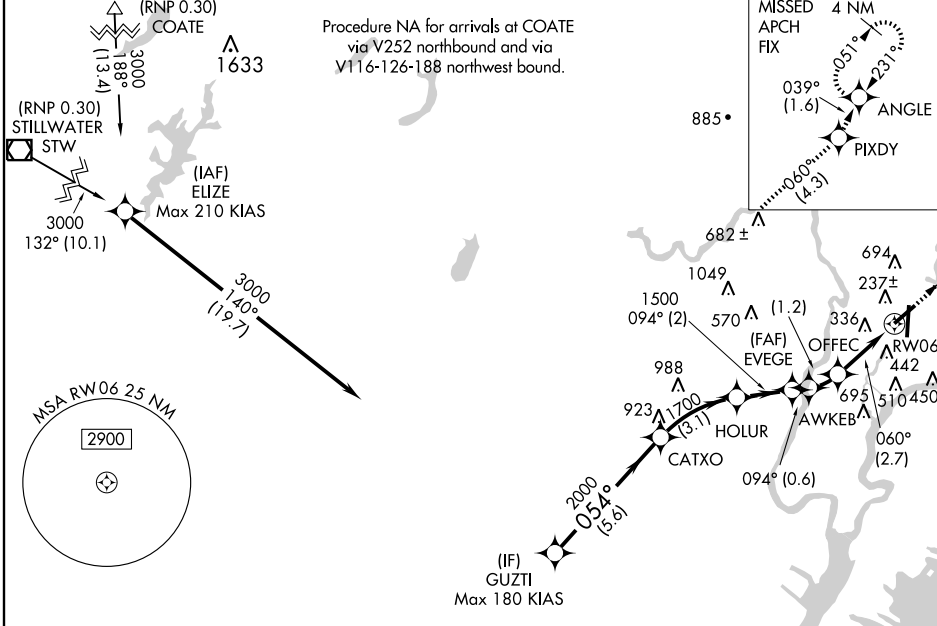 (RNP 0.30)
COATE
3000
188°
(13.4)
1633
Procedure NA for arrivals at COATE
via V252 northbound and via
V116-126-188 northwest bound.
MISSED
APCH
FIX
4 NM
051°
231°
039°
(1.6)
ANGLE
PIXDY
060°
(4.3)
885
(RNP 0.30)
STILLWATER
STW
3000
132° (10.1)
(IAF)
ELIZE
Max 210 KIAS
3000
140°
(19.7)
682 ±
1049
570
1500
094° (2)
(1.2)
(FAF)
EVEGE
OFFEC
694
237±
336
RW06
442
988
923
1700
(3.1)
HOLUR
AWKEB
695
510
450
CATXO
094° (0.6)
060°
(2.7)
MSA RW06 25 NM
2900
2000
054°
(5.6)
(IF)
GUZTI
Max 180 KIAS